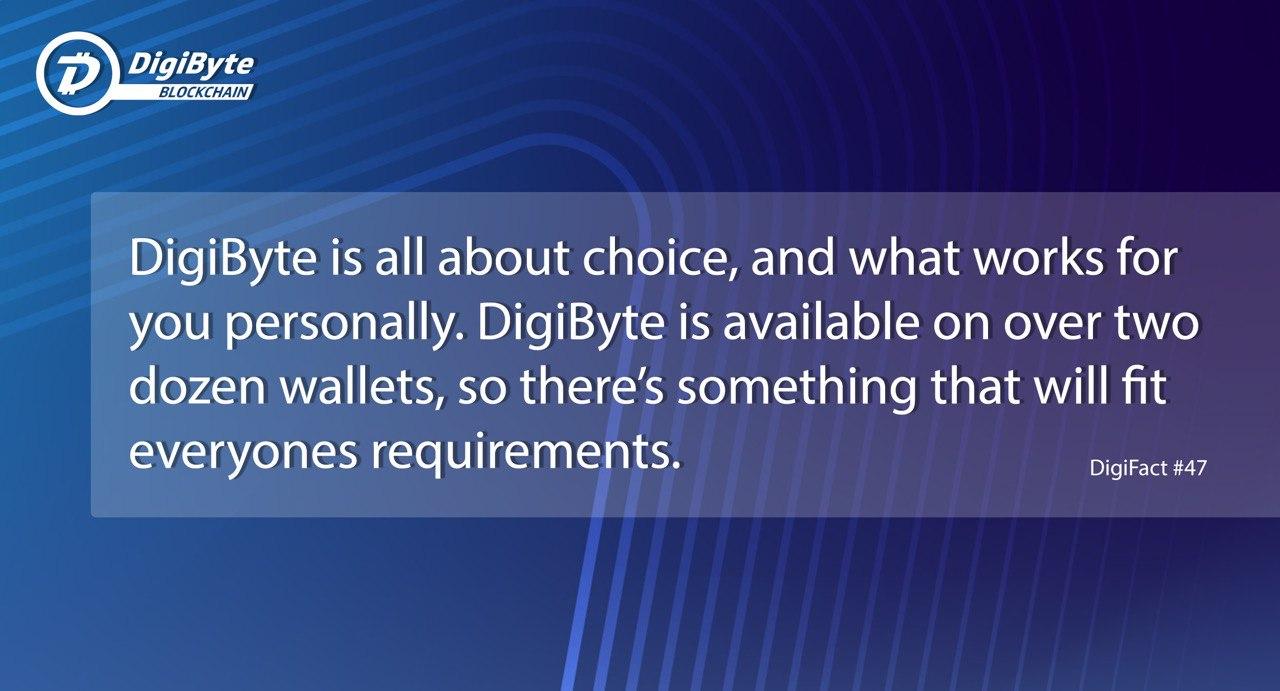 DigiByte
BLOCKCHAIN
DigiByte is all about choice, and what works for
you personally. DigiByte is available on over two
dozen wallets, so there’s something that will fit
everyones requirements.
DigiFact #47